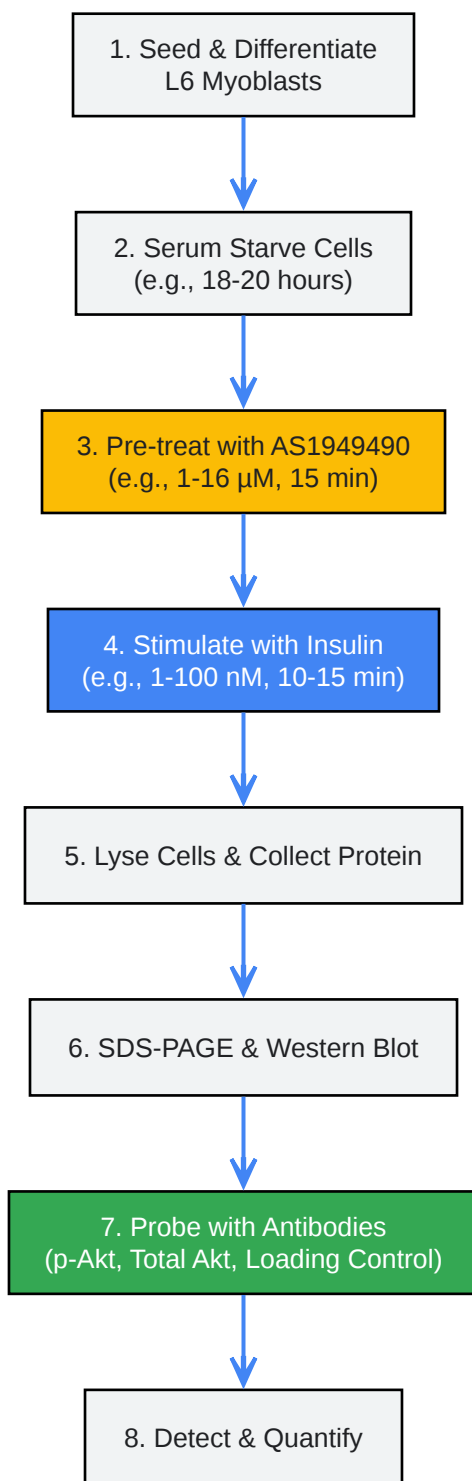 1. Seed & Differentiate
L6 Myoblasts
2. Serum Starve Cells
(e.g., 18-20 hours)
3. Pre-treat with AS1949490
(e.g., 1-16 µM, 15 min)
4. Stimulate with Insulin
(e.g., 1-100 nM, 10-15 min)
5. Lyse Cells & Collect Protein
6. SDS-PAGE & Western Blot
7. Probe with Antibodies
(p-Akt, Total Akt, Loading Control)
8. Detect & Quantify